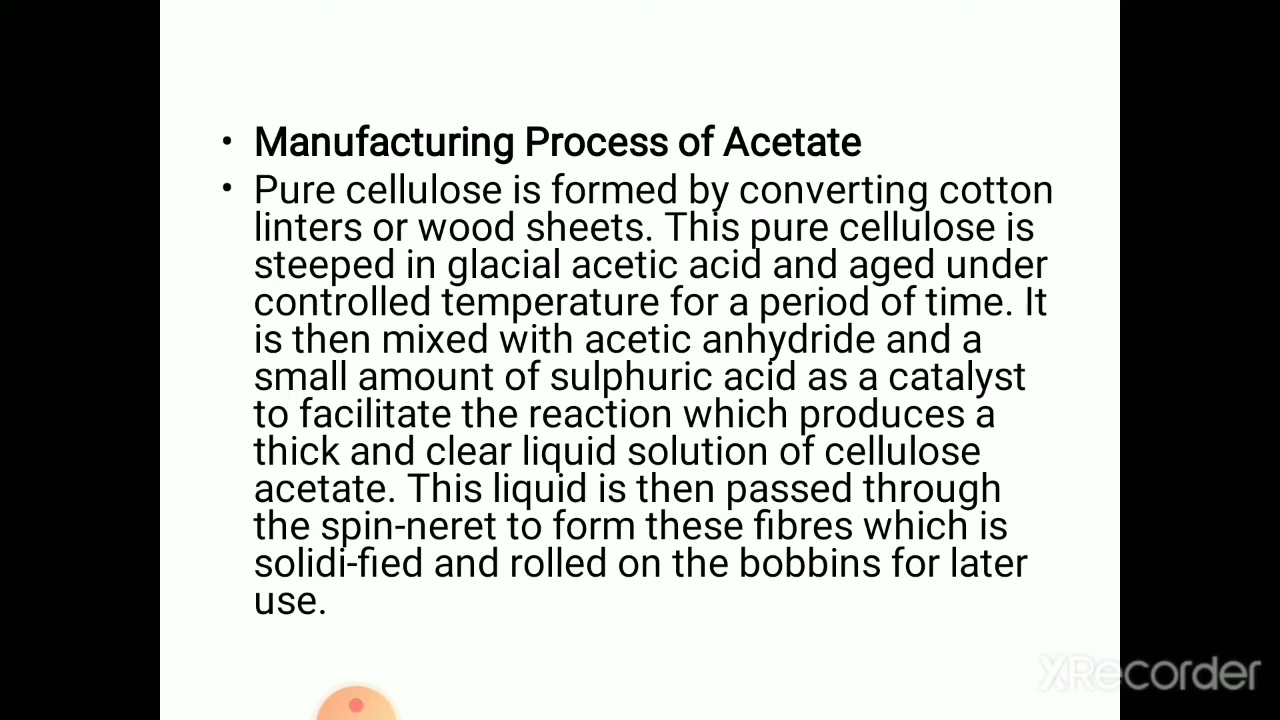 • Manufacturing Process of Acetate
• Pure cellulose is formed by converting cotton
linters or wood sheets. This pure cellulose is
steeped in glacial acetic acid and aged under
controlled temperature for a period of time. It
is then mixed with acetic anhydride and a
small amount of sulphuric acid as a catalyst
to facilitate the reaction which produces a
thick and clear liquid solution of cellulose
acetate. This liquid is then passed through
the spin-neret to form these fibres which is
solidi-fied and rolled on the bobbins for later
use.
XRecorder